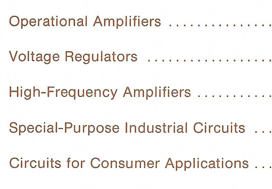 Operational Amplifiers ...............
Voltage Regulators ..................
High-Frequency Amplifiers ...........
Special-Purpose Industrial Circuits ...
Circuits for Consumer Applications ...